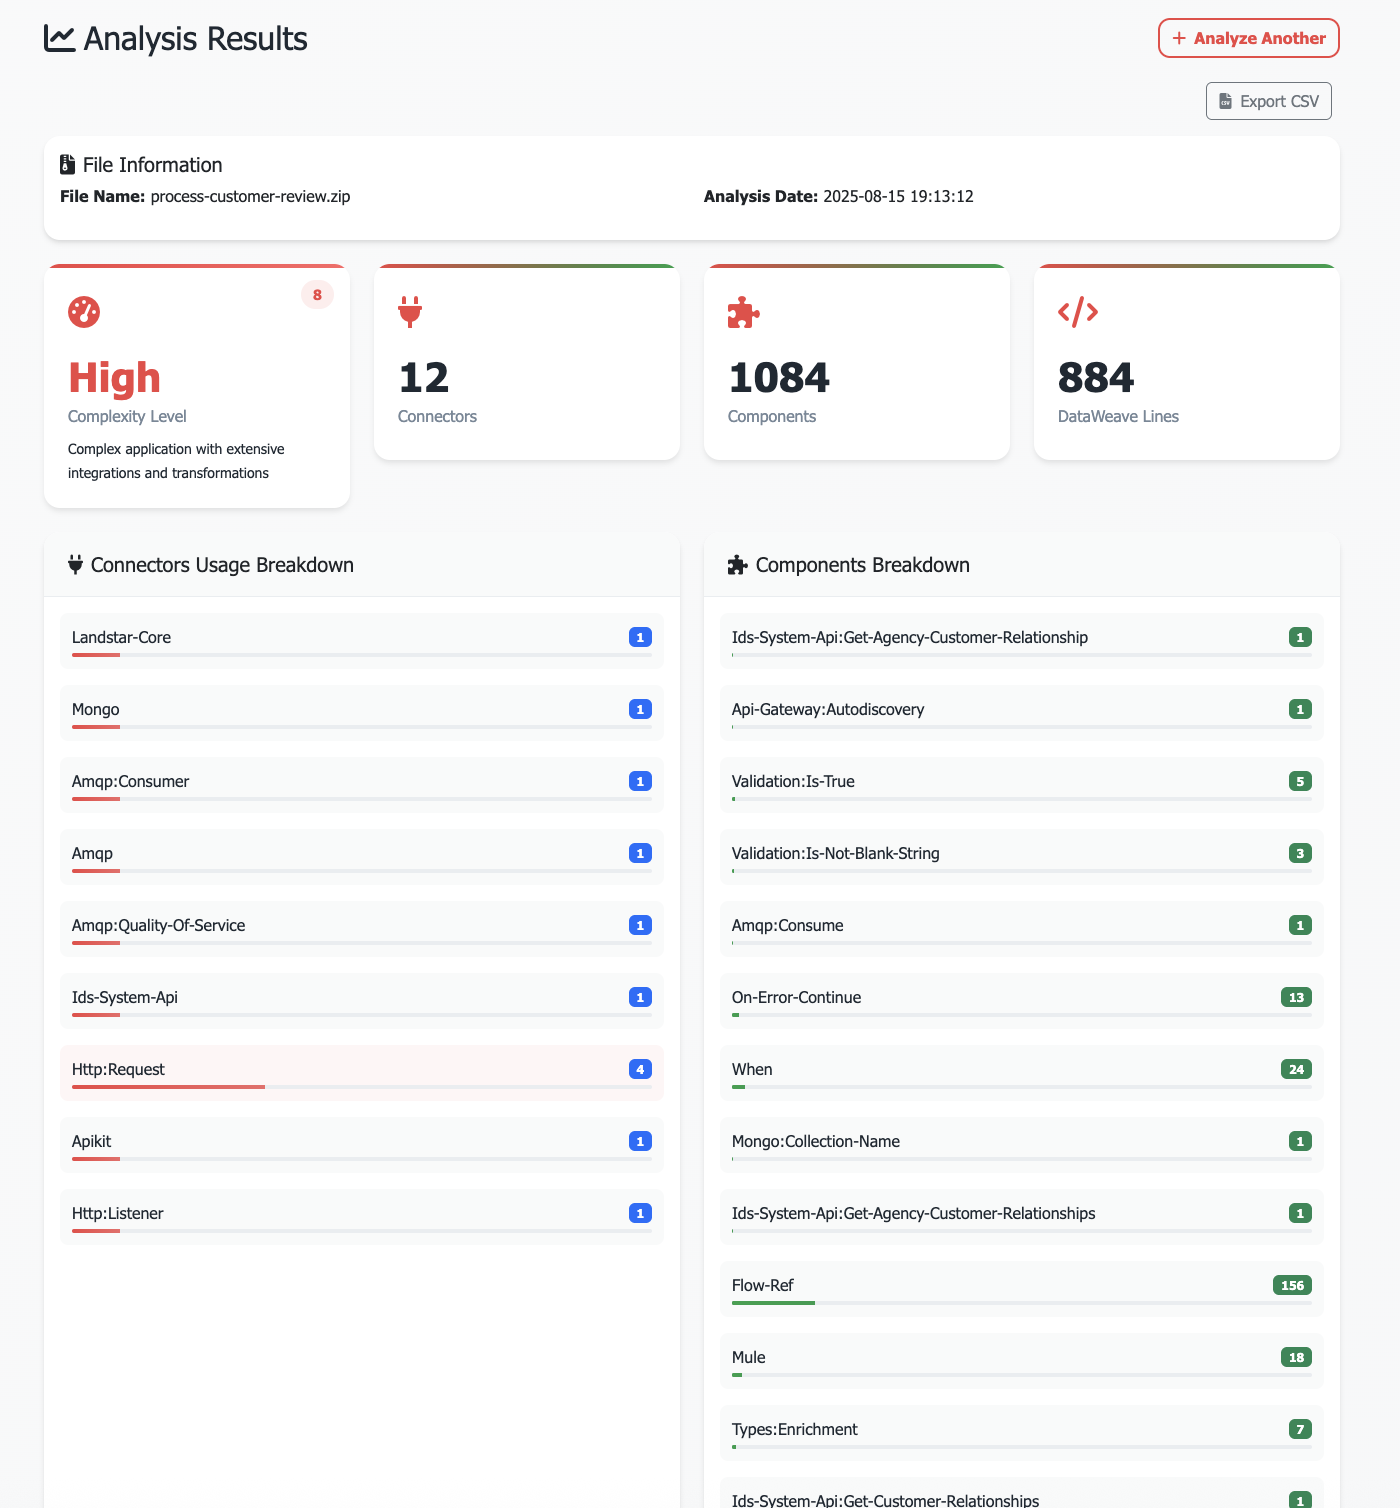 Analysis Results
Analyze Another
Export CSV
File Information
File Name: process-customer-review.zip
Analysis Date: 2025-08-15 19:13:12
8
High
Complexity Level
Complex application with extensive
integrations and transformations
12
Connectors
1084
Components
884
DataWeave Lines
Connectors Usage Breakdown
Landstar-Core 1
Mongo 1
Amqp:Consumer 1
Amqp 1
Amqp:Quality-Of-Service 1
Ids-System-Api 1
Http:Request 4
Apikit 1
Http:Listener 1
Components Breakdown
Ids-System-Api:Get-Agency-Customer-Relationship 1
Api-Gateway:Autodiscovery 1
Validation:Is-True 5
Validation:Is-Not-Blank-String 3
Amqp:Consume 1
On-Error-Continue 13
When 24
Mongo:Collection-Name 1
Ids-System-Api:Get-Agency-Customer-Relationships 1
Flow-Ref 156
Mule 18
Types:Enrichment 7
Ids-System-Api:Get-Customer-Relationships 1